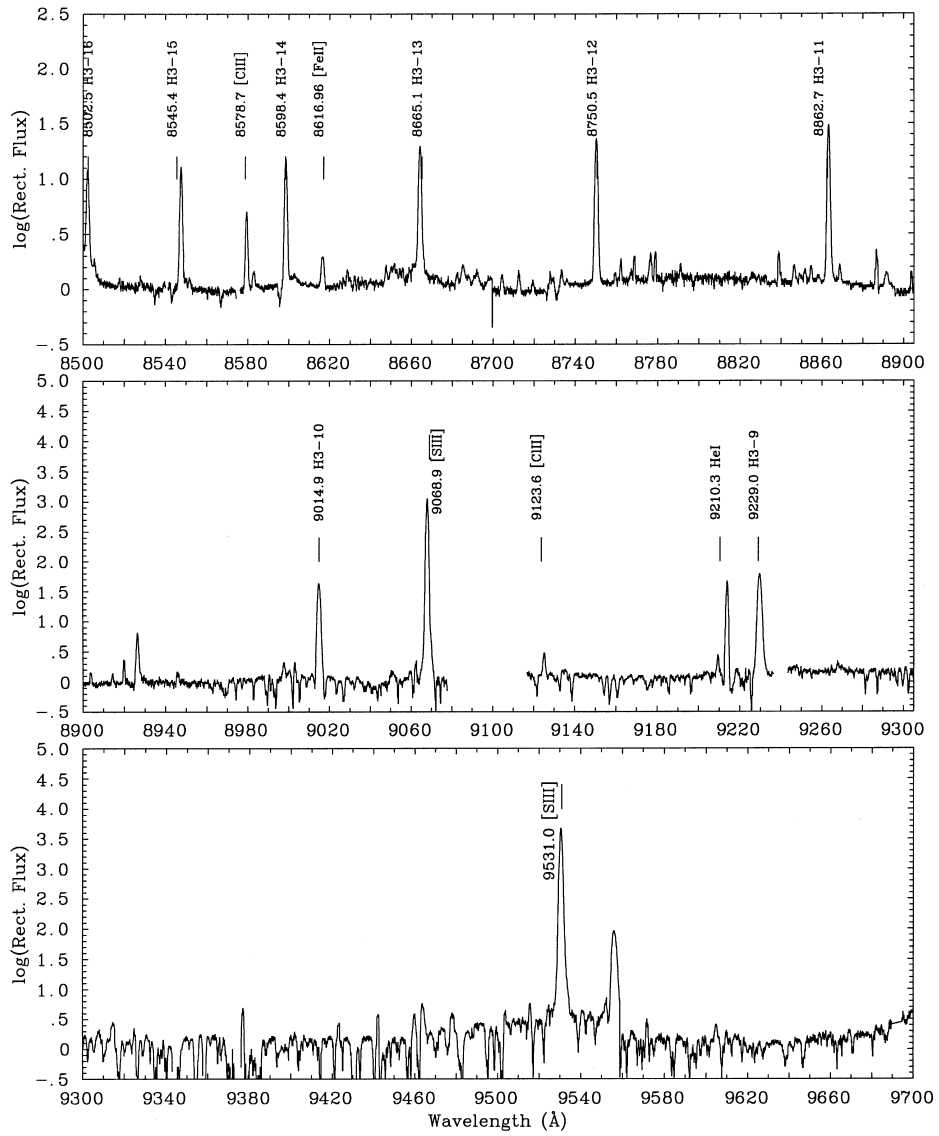 2.5
2.0
1.5
1.0
.5
0
-.5
log(Rect. Flux)
8502.5 H3-16
8545.4 H3-15
8578.7 [ClII]
8598.4 H3-14
8616.96 [FeII]
8665.1 H3-13
8750.5 H3-12
8862.7 H3-11
8500 8540 8580 8620 8660 8700 8740 8780 8820 8860 8900
5.0
4.5
4.0
3.5
3.0
2.5
2.0
1.5
1.0
.5
0
-.5
log(Rect. Flux)
9014.9 H3-10
9068.9 [SIII]
9123.6 [ClII]
9210.3 HeI
9229.0 H3-9
8900 8940 8980 9020 9060 9100 9140 9180 9220 9260 9300
5.0
4.5
4.0
3.5
3.0
2.5
2.0
1.5
1.0
.5
0
-.5
log(Rect. Flux)
9531.0 [SIII]
9300 9340 9380 9420 9460 9500 9540 9580 9620 9660 9700
Wavelength (Å)